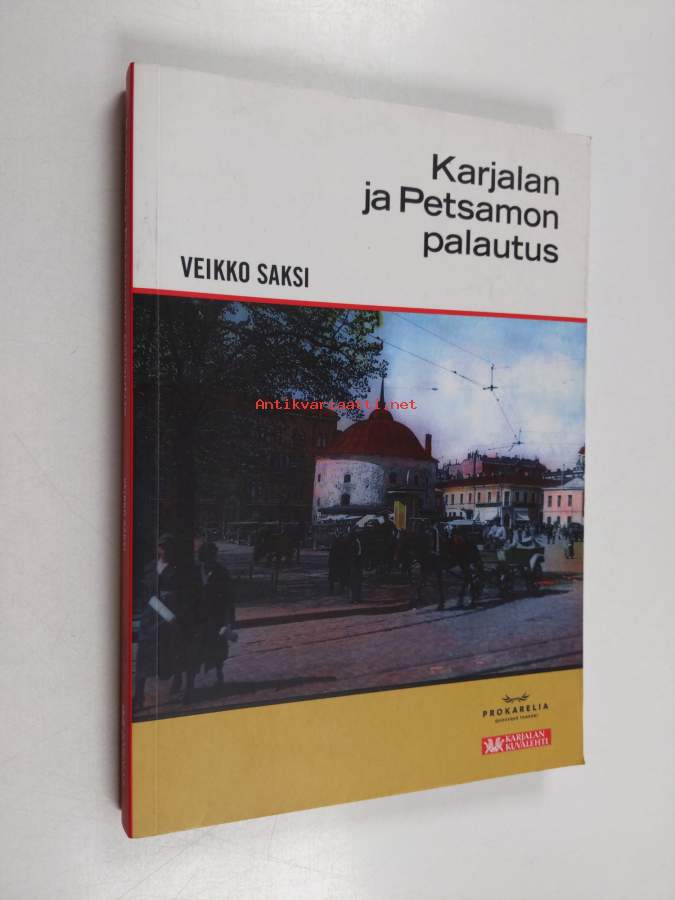 Karjalan
ja Petsamon
palautus
VEIKKO SAKSI
Antikvariaatti.net
PROKARELIA
KARJALAN
KUVALEHTI